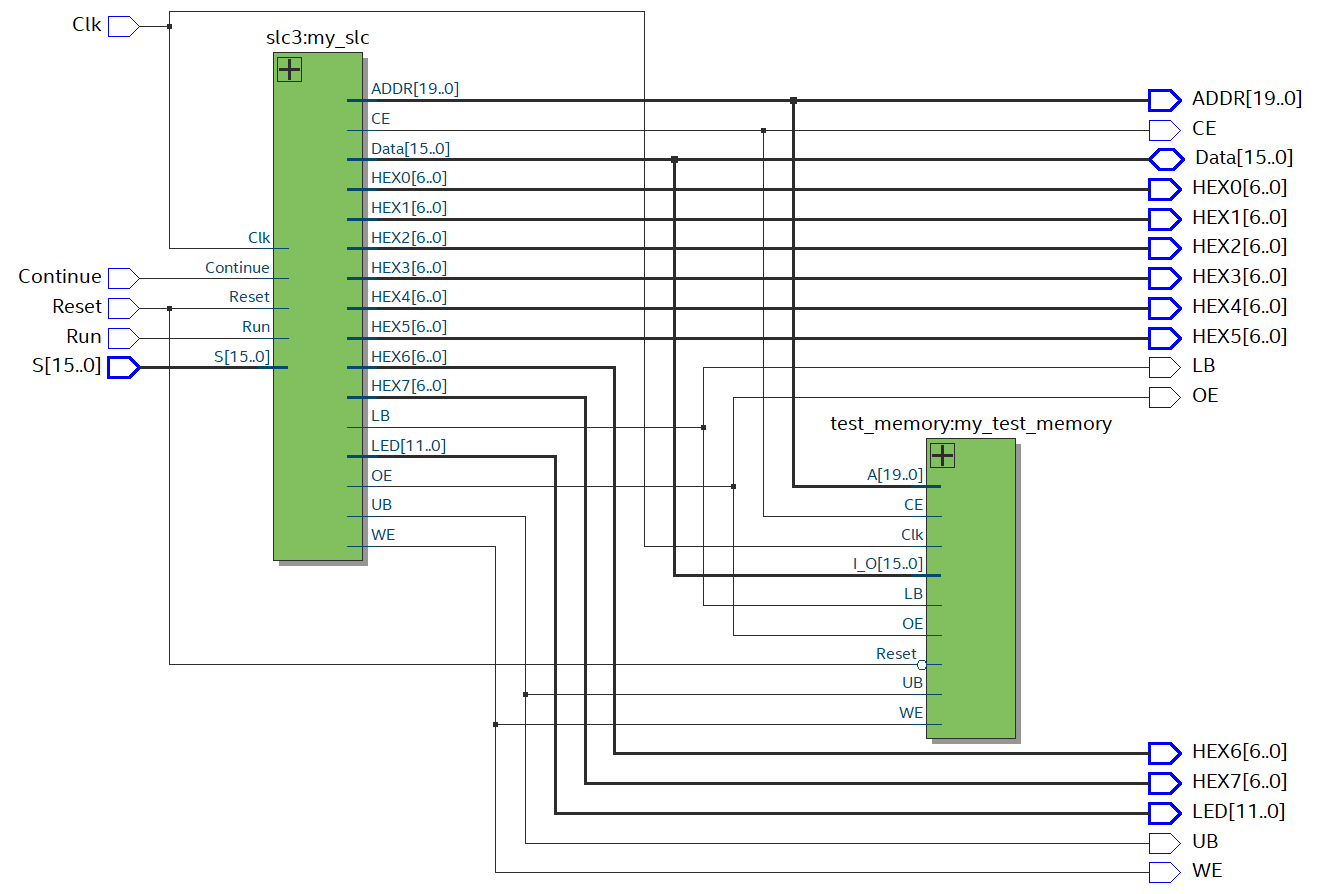 Clk
slc3:my_slc
ADDR[19..0]
CE
Data[15..0]
HEX0[6..0]
HEX1[6..0]
HEX2[6..0]
HEX3[6..0]
HEX4[6..0]
HEX5[6..0]
HEX6[6..0]
HEX7[6..0]
LB
LED[11..0]
OE
UB
WE
Clk
Continue
Reset
Run
S[15..0]
Continue
Reset
Run
S[15..0]
ADDR[19..0]
CE
Data[15..0]
HEX0[6..0]
HEX1[6..0]
HEX2[6..0]
HEX3[6..0]
HEX4[6..0]
HEX5[6..0]
LB
OE
test_memory:my_test_memory
A[19..0]
CE
Clk
I_O[15..0]
LB
OE
Reset
UB
WE
HEX6[6..0]
HEX7[6..0]
LED[11..0]
UB
WE